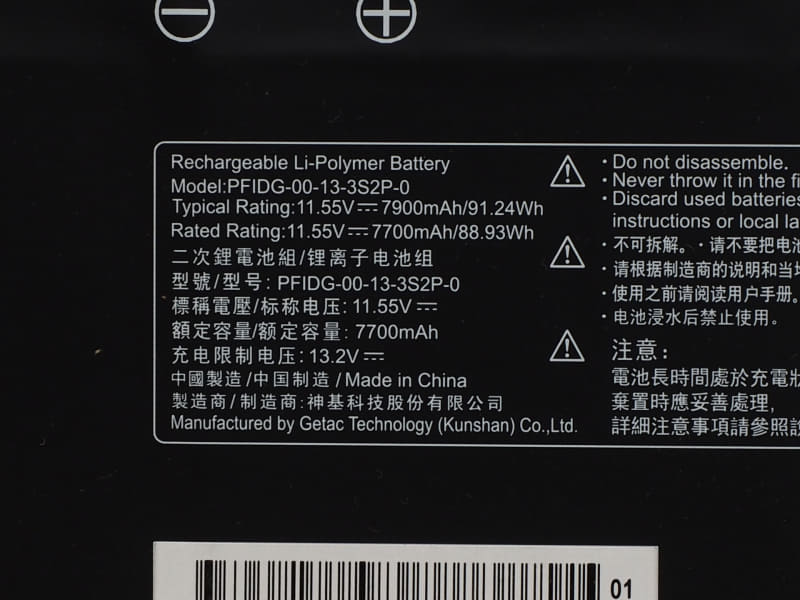 Rechargeable Li-Polymer Battery
Model:PFIDG-00-13-3S2P-0
Typical Rating:11.55V⎓7900mAh/91.24Wh
Rated Rating:11.55V⎓7700mAh/88.93Wh
二次鋰電池組/锂离子电池组
型號/型号: PFIDG-00-13-3S2P-0
標稱電壓/标称电压: 11.55V⎓
額定容量/额定容量: 7700mAh
充电限制电压: 13.2V⎓
中國製造/中国制造/Made in China
製造商/制造商:神基科技股份有限公司
Manufactured by Getac Technology (Kunshan) Co.,Ltd.
·Do not disassemble.
·Never throw it in the
·Discard used batteries
instructions or local
·不可拆解。·请不要把电池
·请根据制造商的说明和当地
·使用之前请阅读用户手册。
·电池浸水后禁止使用。
注意:
電池長時間處於充電狀
棄置時應妥善處理,
詳細注意事項請參照說
01